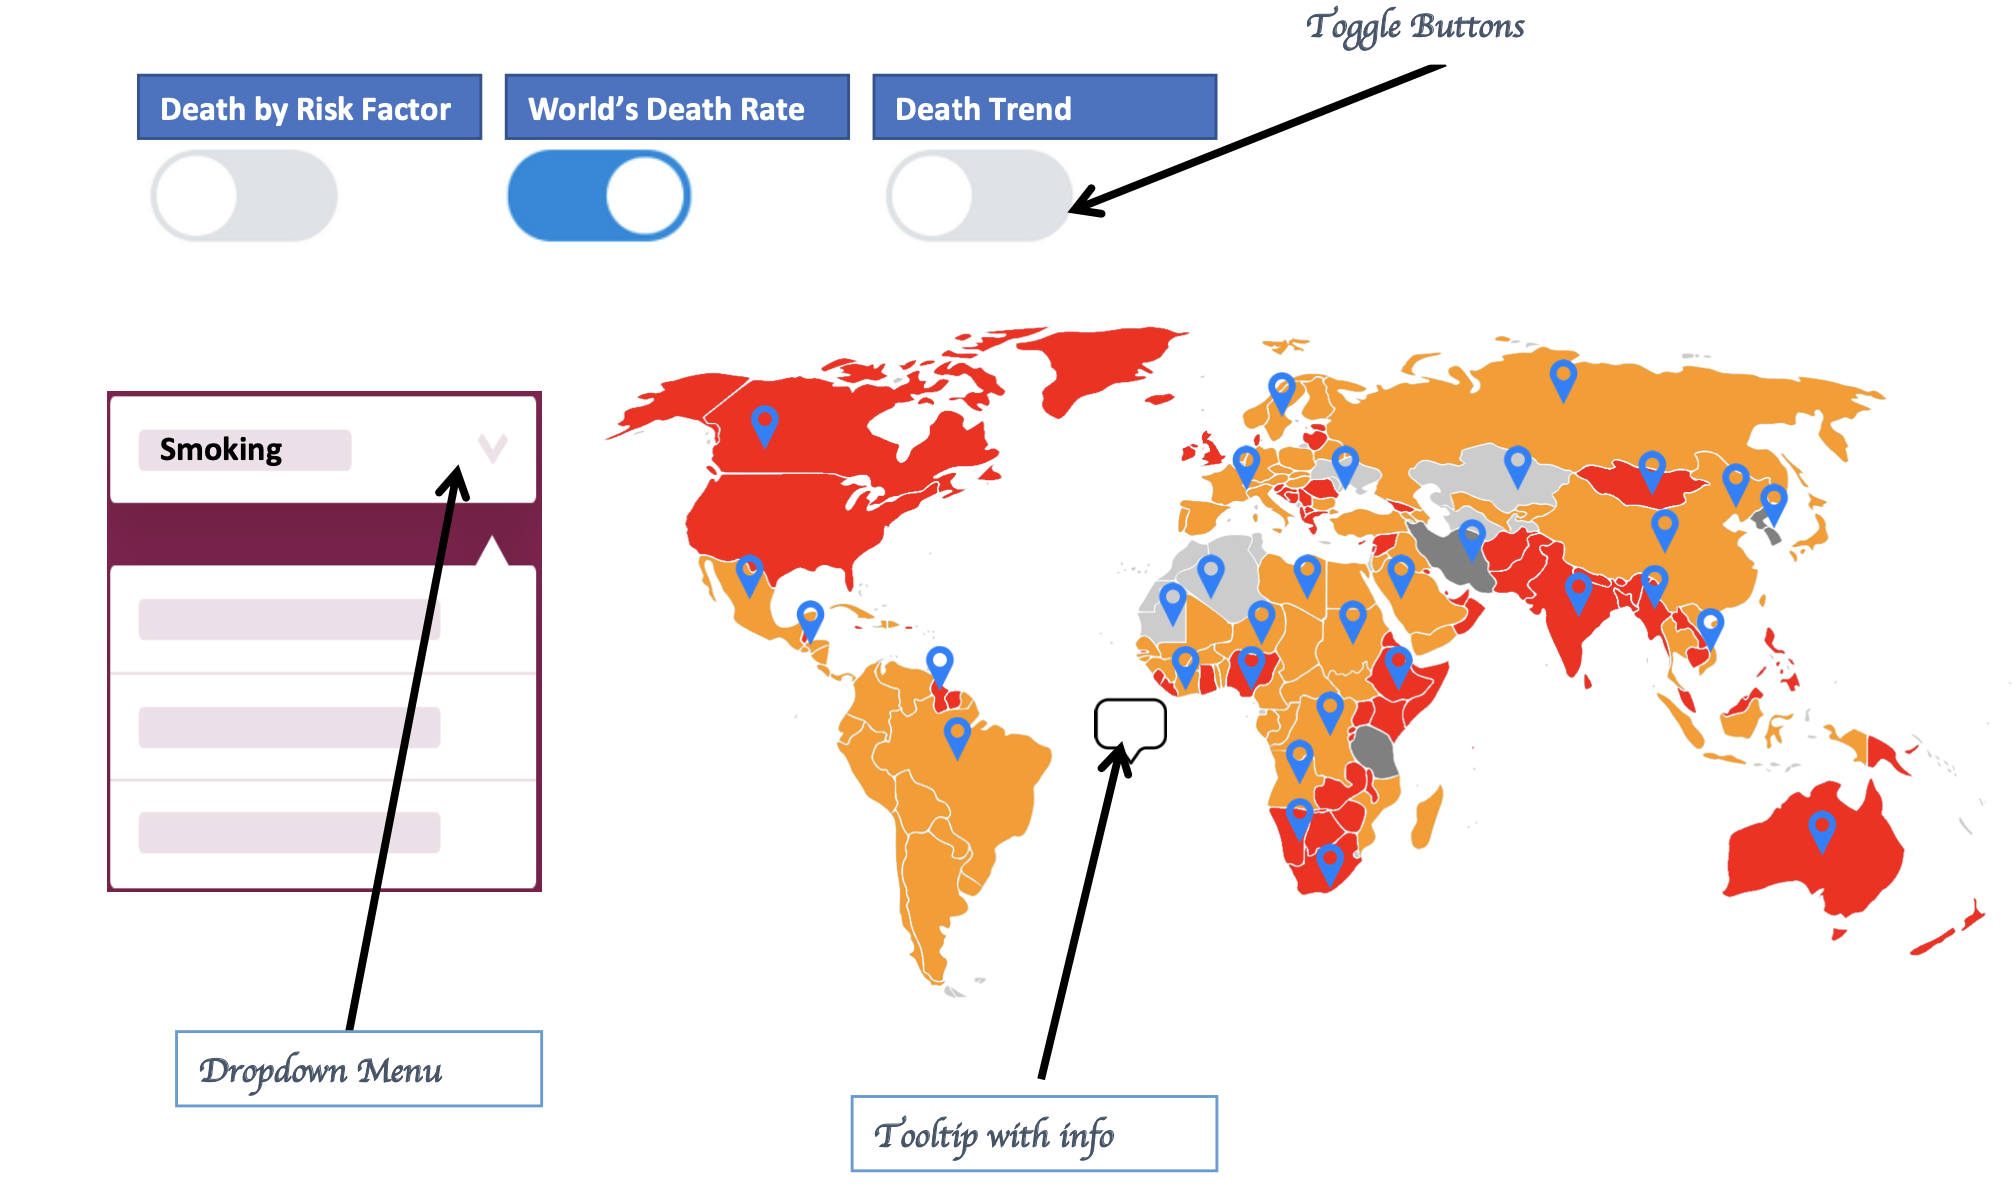 Toggle Buttons
Death by Risk Factor
World's Death Rate
Death Trend
Smoking
Dropdown Menu
Tooltip with info